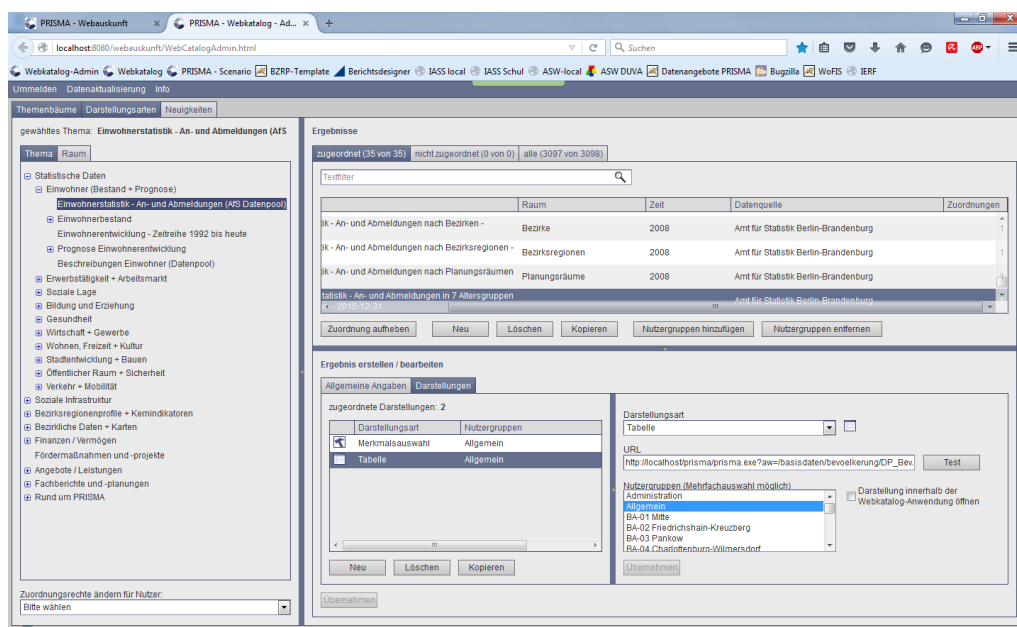 PRISMA - Webauskunft
PRISMA - Webkatalog - Ad...
localhost:8080/webauskunft/WebCatalogAdmin.html
Suchen
Webkatalog-Admin Webkatalog PRISMA - Scenario BZRP-Template Berichtsdesigner IASS local IASS Schul ASW-local ASW DUVA Datenangebote PRISMA Bugzilla WoFIS IERF
Ummelden Datenaktualisierung Info
Themenbäume Darstellungsarten Neuigkeiten
gewähltes Thema: Einwohnerstatistik - An- und Abmeldungen (AfS
Thema Raum
Statistische Daten
Einwohner (Bestand + Prognose)
Einwohnerstatistik - An- und Abmeldungen (AfS Datenpool)
Einwohnerbestand
Einwohnerentwicklung - Zeitreihe 1992 bis heute
Prognose Einwohnerentwicklung
Beschreibungen Einwohner (Datenpool)
Erwerbstätigkeit + Arbeitsmarkt
Soziale Lage
Bildung und Erziehung
Gesundheit
Wirtschaft + Gewerbe
Wohnen, Freizeit + Kultur
Stadtentwicklung + Bauen
Öffentlicher Raum + Sicherheit
Verkehr + Mobilität
Soziale Infrastruktur
Bezirksregionenprofile + Kernindikatoren
Bezirkliche Daten + Karten
Finanzen / Vermögen
Fördermaßnahmen und -projekte
Angebote / Leistungen
Fachberichte und -planungen
Rund um PRISMA
Zuordnungsrechte ändern für Nutzer:
Bitte wählen
Ergebnisse
zugeordnet (35 von 35) nicht zugeordnet (0 von 0) alle (3097 von 3098)
Textfilter
Raum Zeit Datenquelle Zuordnungen
tik - An- und Abmeldungen nach Bezirken - Bezirke 2008 Amt für Statistik Berlin-Brandenburg 1
tik - An- und Abmeldungen nach Bezirksregionen - Bezirksregionen 2008 Amt für Statistik Berlin-Brandenburg 1
tik - An- und Abmeldungen nach Planungsräumen Planungsräume 2008 Amt für Statistik Berlin-Brandenburg 1
tatistik - An- und Abmeldungen in 7 Altersgruppen
- 2015-12-31 Amt für Statistik Berlin-Brandenburg
Zuordnung aufheben Neu Löschen Kopieren Nutzergruppen hinzufügen Nutzergruppen entfernen
Ergebnis erstellen / bearbeiten
Allgemeine Angaben Darstellungen
zugeordnete Darstellungen: 2
Darstellungsart Nutzergruppen
Merkmalsauswahl Allgemein
Tabelle Allgemein
Neu Löschen Kopieren
Übernehmen
Darstellungsart
Tabelle
URL
http://localhost/prisma/prisma.exe?aw=/basisdaten/bevoelkerung/DP_Bev.
Test
Nutzergruppen (Mehrfachauswahl möglich)
Administration
Allgemein
BA-01 Mitte
BA-02 Friedrichshain-Kreuzberg
BA-03 Pankow
BA-04 Charlottenburg-Wilmersdorf
Darstellung innerhalb der
Webkatalog-Anwendung öffnen
Übernehmen